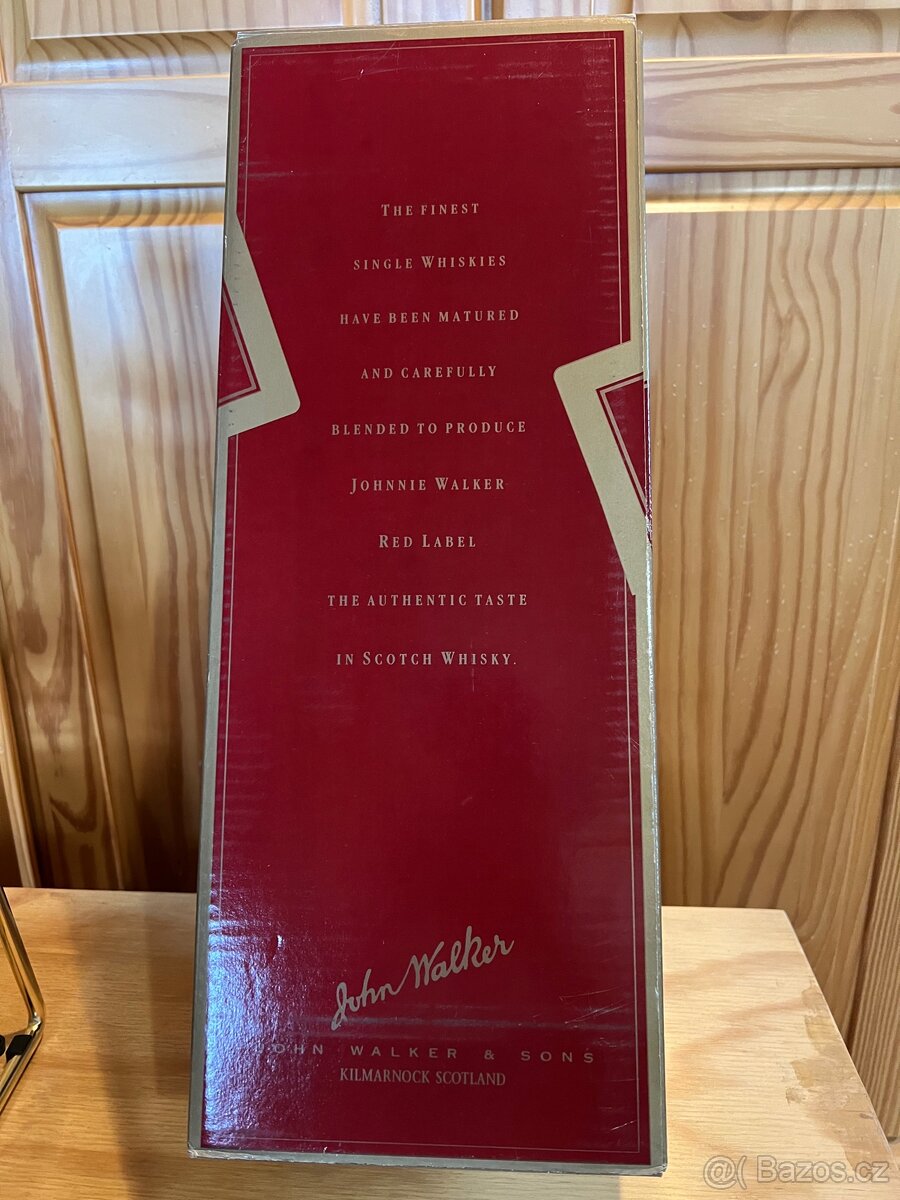 THE FINEST
SINGLE WHISKIES
HAVE BEEN MATURED
AND CAREFULLY
BLENDED TO PRODUCE
JOHNNIE WALKER
RED LABEL
THE AUTHENTIC TASTE
IN SCOTCH WHISKY.
John Walker
JOHN WALKER & SONS
KILMARNOCK SCOTLAND
@( Bazos.cz